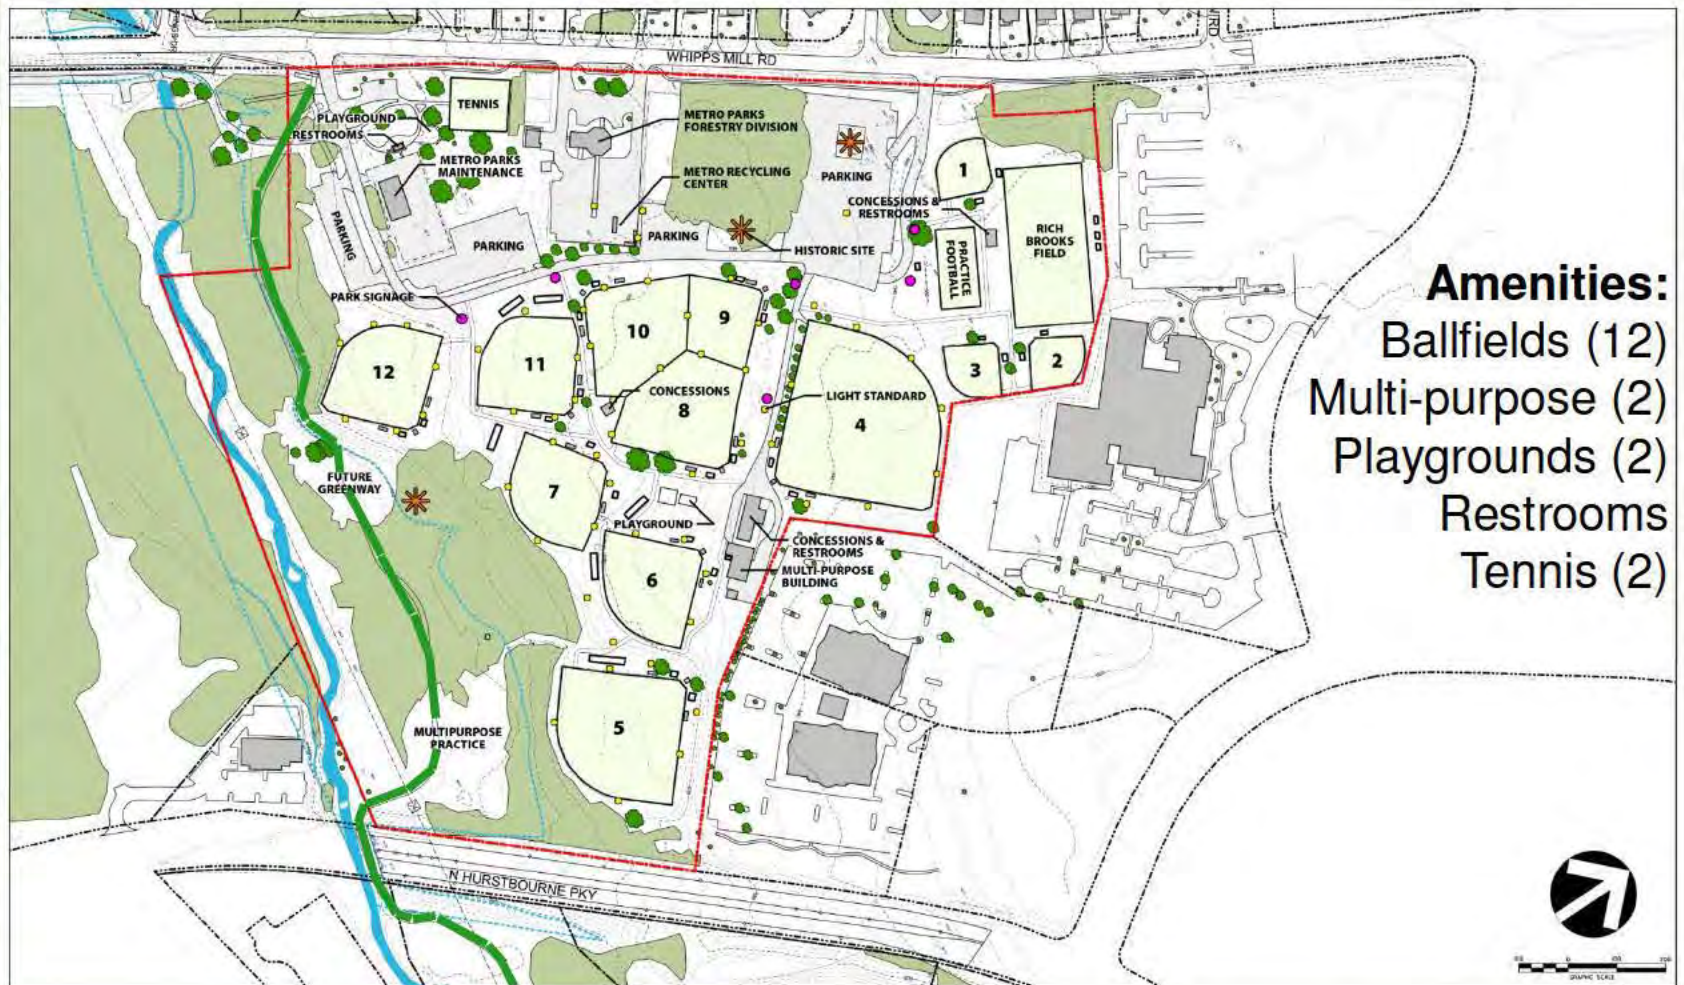 WHIPPS MILL RD
TENNIS
PLAYGROUND
RESTROOMS
METRO PARKS
FORESTRY DIVISION
METRO PARKS
MAINTENANCE
METRO RECYCLING
CENTER
PARKING
1
CONCESSIONS &
RESTROOMS
PARKING
PARKING
PARKING
HISTORIC SITE
PRACTICE
FOOTBALL
RICH
BROOKS
FIELD
PARK SIGNAGE
10
9
11
12
3
2
CONCESSIONS
8
LIGHT STANDARD
4
FUTURE
GREENWAY
7
PLAYGROUND
CONCESSIONS &
RESTROOMS
6
MULTI-PURPOSE
BUILDING
5
MULTIPURPOSE
PRACTICE
N HURSTBOURNE PKY
Amenities:
Ballfields (12)
Multi-purpose (2)
Playgrounds (2)
Restrooms
Tennis (2)
GRAPHIC SCALE